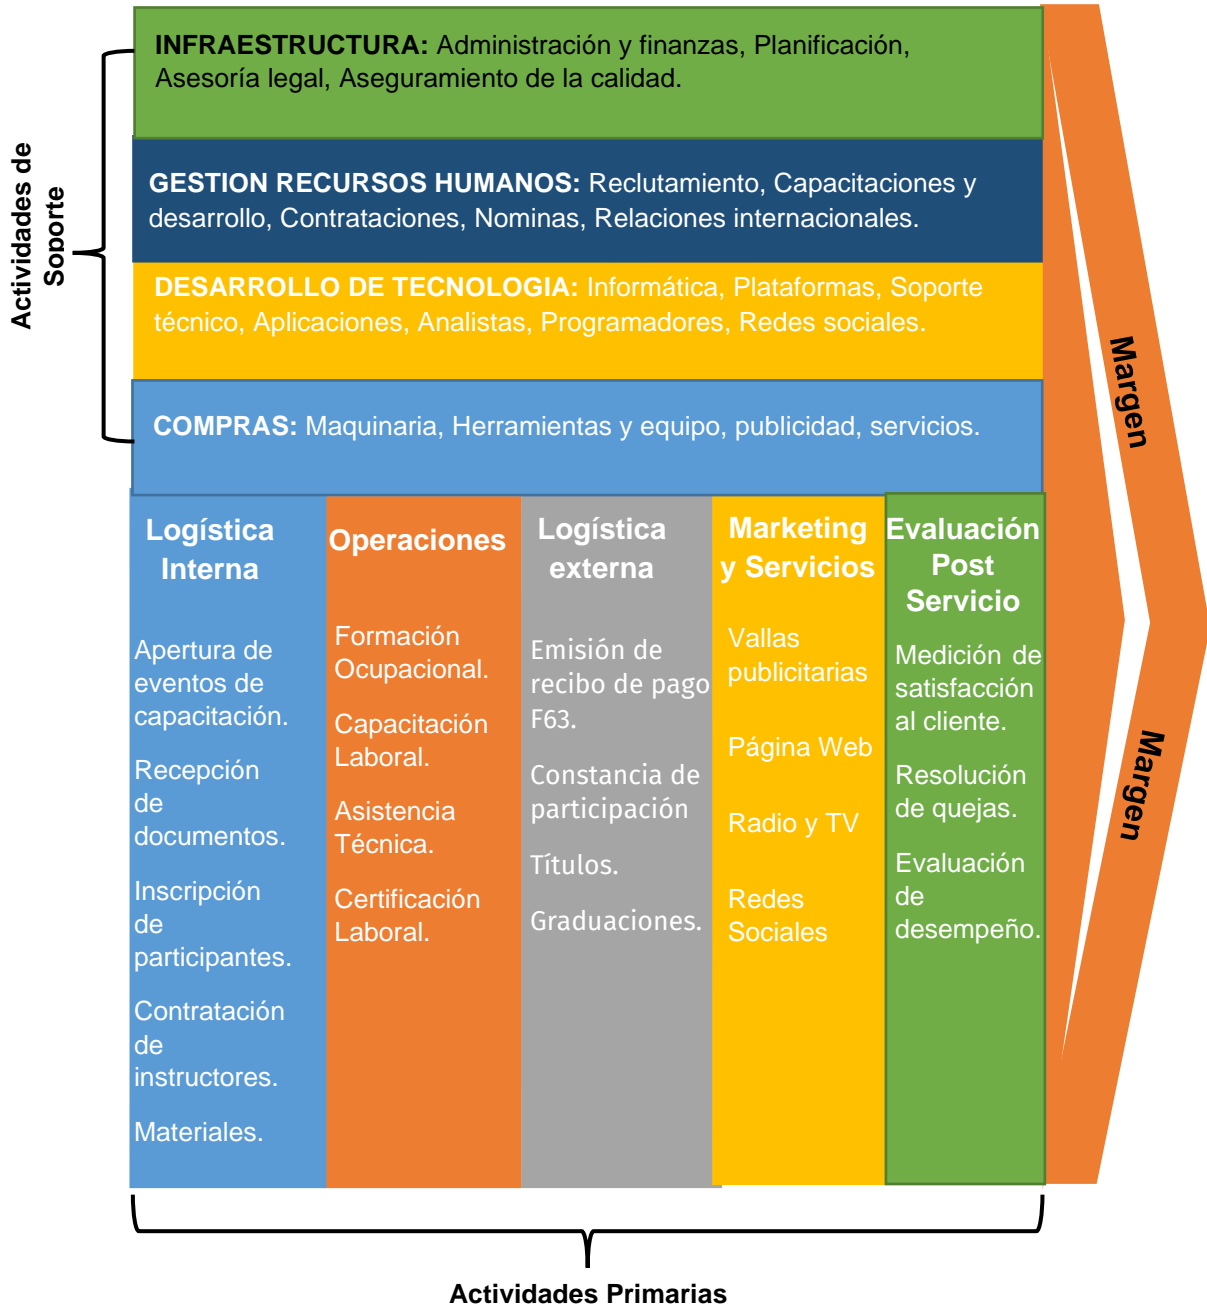 INFRAESTRUCTURA: Administración y finanzas, Planificación,
Asesoría legal, Aseguramiento de la calidad.
Actividades de
Soporte
GESTION RECURSOS HUMANOS: Reclutamiento, Capacitaciones y
desarrollo, Contrataciones, Nominas, Relaciones internacionales.
DESARROLLO DE TECNOLOGIA: Informática, Plataformas, Soporte
técnico, Aplicaciones, Analistas, Programadores, Redes sociales.
COMPRAS: Maquinaria, Herramientas y equipo, publicidad, servicios.
Margen
Margen
Logística
Interna
Apertura de
eventos de
capacitación.
Recepción
de
documentos.
Inscripción
de
participantes.
Contratación
de
instructores.
Materiales.
Operaciones
Formación
Ocupacional.
Capacitación
Laboral.
Asistencia
Técnica.
Certificación
Laboral.
Logística
externa
Emisión de
recibo de pago
F63.
Constancia de
participación
Títulos.
Graduaciones.
Marketing
y Servicios
Vallas
publicitarias
Página Web
Radio y TV
Redes
Sociales
Evaluación
Post
Servicio
Medición de
satisfacción
al cliente.
Resolución
de quejas.
Evaluación
de
desempeño.
Actividades Primarias